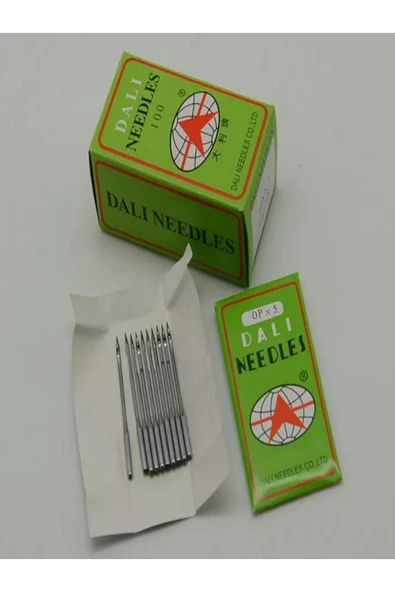 DALI
NEEDLES
100
®
大利牌
DALI NEEDLES CO.,LTD
DALI NEEDLES
DP × 5
DALI
NEEDLES
®
DALI NEEDLES CO.,LTD